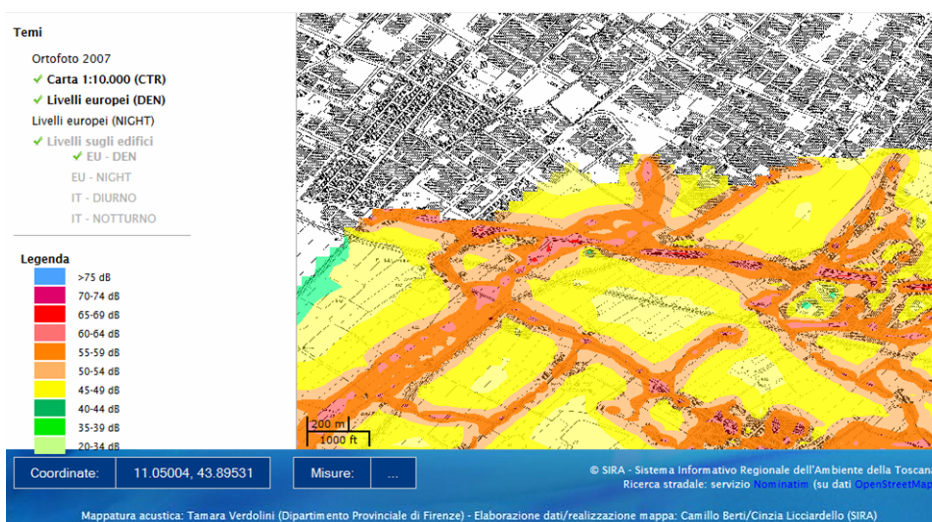 Temi
Ortofoto 2007
Carta 1:10.000 (CTR)
Livelli europei (DEN)
Livelli europei (NIGHT)
Livelli sugli edifici
EU - DEN
EU - NIGHT
IT - DIURNO
IT - NOTTURNO
Legenda
>75 dB
70-74 dB
65-69 dB
60-64 dB
55-59 dB
50-54 dB
45-49 dB
40-44 dB
35-39 dB
20-34 dB
200 m
1000 ft
Coordinate: 11.05004, 43.89531 Misure: ...
© SIRA - Sistema Informativo Regionale dell'Ambiente della Toscana
Ricerca stradale: servizio Nominatim (su dati OpenStreetMap
Mappatura acustica: Tamara Verdolini (Dipartimento Provinciale di Firenze) - Elaborazione dati/realizzazione mappa: Camillo Berti/Cinzia Licciardello (SIRA)